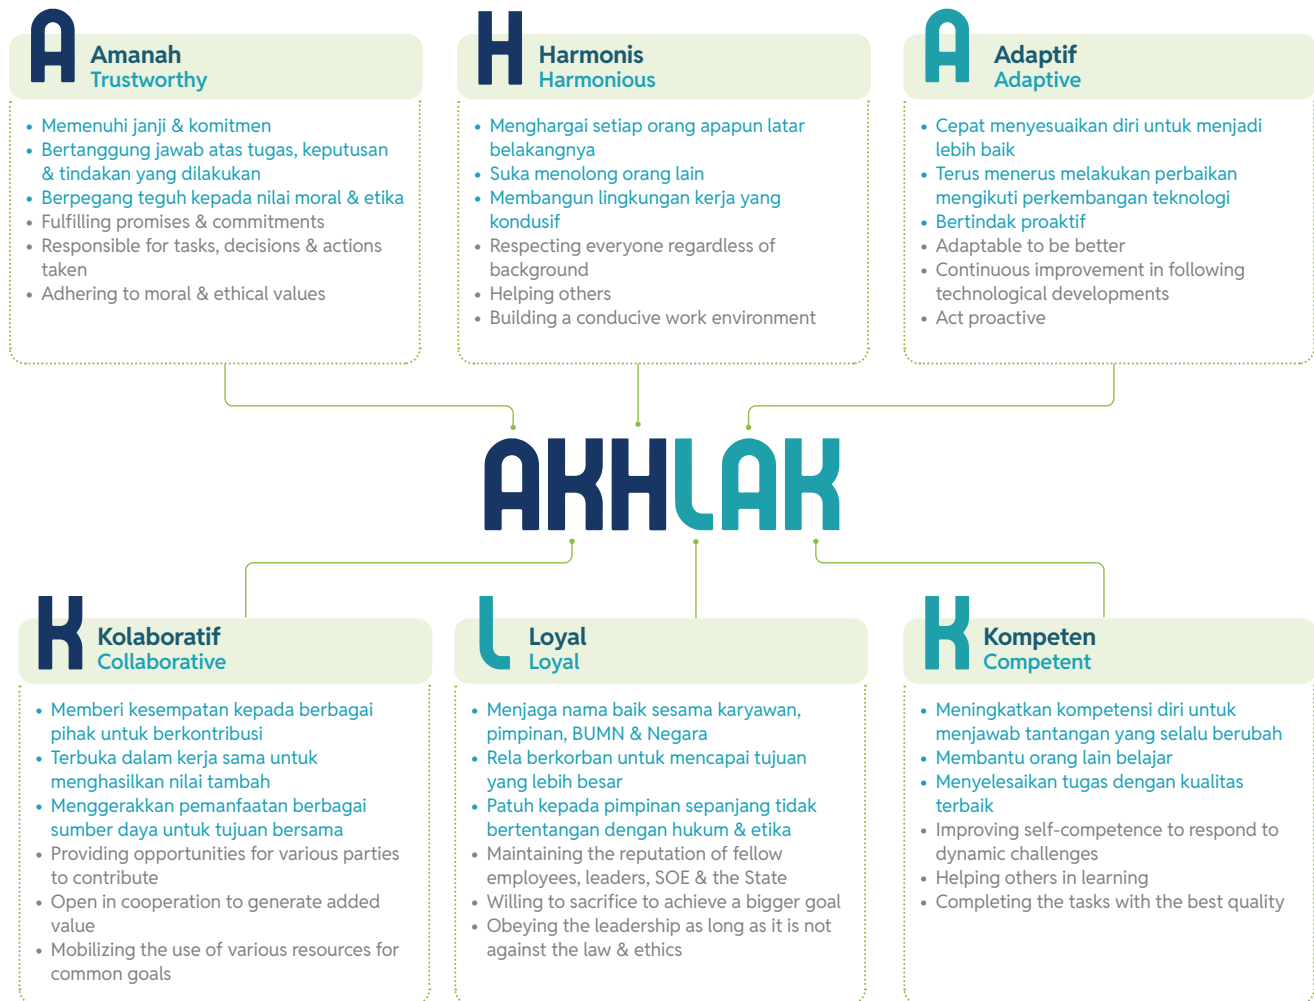 A
Amanah
Trustworthy
• Memenuhi janji & komitmen
• Bertanggung jawab atas tugas, keputusan
& tindakan yang dilakukan
• Berpegang teguh kepada nilai moral & etika
• Fulfilling promises & commitments
• Responsible for tasks, decisions & actions
taken
• Adhering to moral & ethical values
H
Harmonis
Harmonious
• Menghargai setiap orang apapun latar
belakangnya
• Suka menolong orang lain
• Membangun lingkungan kerja yang
kondusif
• Respecting everyone regardless of
background
• Helping others
• Building a conducive work environment
A
Adaptif
Adaptive
• Cepat menyesuaikan diri untuk menjadi
lebih baik
• Terus menerus melakukan perbaikan
mengikuti perkembangan teknologi
• Bertindak proaktif
• Adaptable to be better
• Continuous improvement in following
technological developments
• Act proactive
AKHLAK
K
Kolaboratif
Collaborative
• Memberi kesempatan kepada berbagai
pihak untuk berkontribusi
• Terbuka dalam kerja sama untuk
menghasilkan nilai tambah
• Menggerakkan pemanfaatan berbagai
sumber daya untuk tujuan bersama
• Providing opportunities for various parties
to contribute
• Open in cooperation to generate added
value
• Mobilizing the use of various resources for
common goals
L
Loyal
Loyal
• Menjaga nama baik sesama karyawan,
pimpinan, BUMN & Negara
• Rela berkorban untuk mencapai tujuan
yang lebih besar
• Patuh kepada pimpinan sepanjang tidak
bertentangan dengan hukum & etika
• Maintaining the reputation of fellow
employees, leaders, SOE & the State
• Willing to sacrifice to achieve a bigger goal
• Obeying the leadership as long as it is not
against the law & ethics
K
Kompeten
Competent
• Meningkatkan kompetensi diri untuk
menjawab tantangan yang selalu berubah
• Membantu orang lain belajar
• Menyelesaikan tugas dengan kualitas
terbaik
• Improving self-competence to respond to
dynamic challenges
• Helping others in learning
• Completing the tasks with the best quality